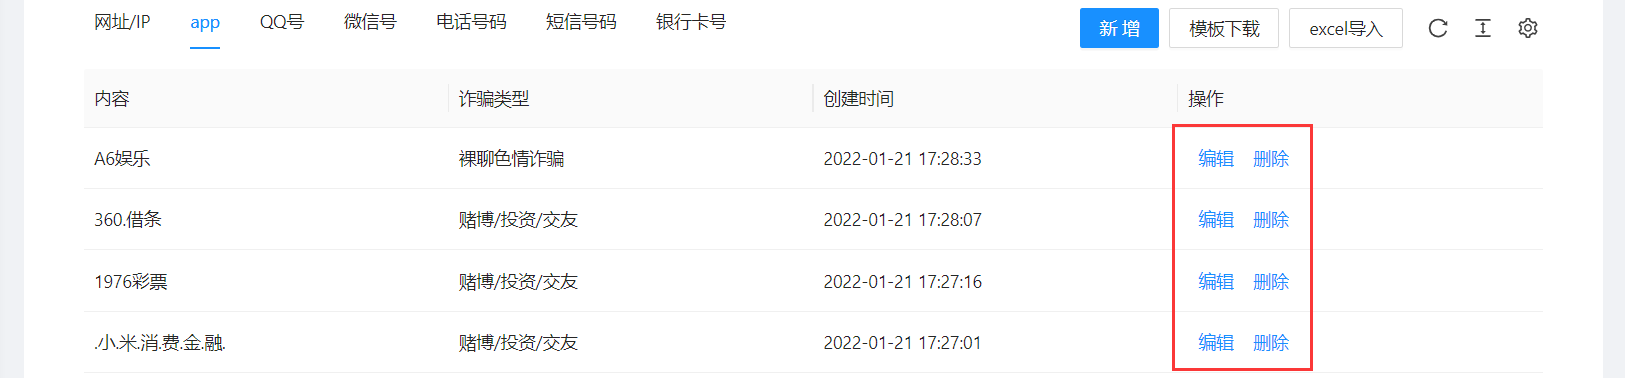 网址/IP app QQ号 微信号 电话号码 短信号码 银行卡号 新增 模板下载 excel导入
内容 诈骗类型 创建时间 操作
A6娱乐 裸聊色情诈骗 2022-01-21 17:28:33 编辑 删除
360.借条 赌博/投资/交友 2022-01-21 17:28:07 编辑 删除
1976彩票 赌博/投资/交友 2022-01-21 17:27:16 编辑 删除
.小.米.消.费.金.融. 赌博/投资/交友 2022-01-21 17:27:01 编辑 删除